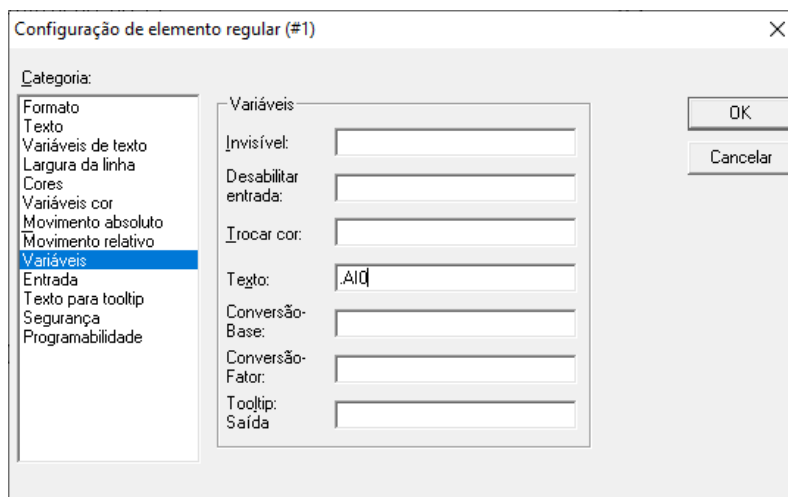 Configuração de elemento regular (#1)
Categoria:
Formato
Texto
Variáveis de texto
Largura da linha
Cores
Variáveis cor
Movimento absoluto
Movimento relativo
Variáveis
Entrada
Texto para tooltip
Segurança
Programabilidade
Variáveis
Invisível:
Desabilitar
entrada:
Trocar cor:
Texto: .AI0
Conversão-
Base:
Conversão-
Fator:
Tooltip:
Saída
OK
Cancelar